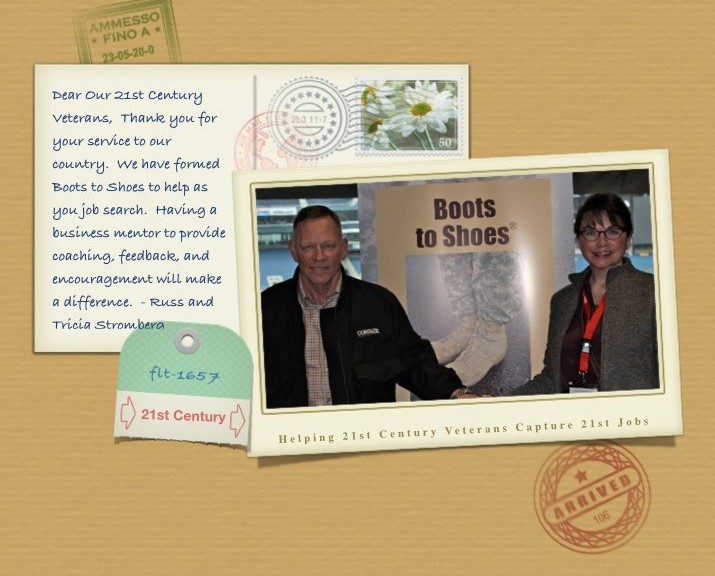 AMMESSO
FINO A
23-05-20-0
Dear Our 21st Century
Veterans, Thank you for
your service to our
country. We have formed
Boots to Shoes to help as
you job search. Having a
business mentor to provide
coaching, feedback, and
encouragement will make
a difference. - Russ and
Tricia Stromberg
2LG 11-7
50
Boots
to Shoes®
flt-1657
21st Century
Helping 21st Century Veterans Capture 21st Jobs
ARRIVED
106